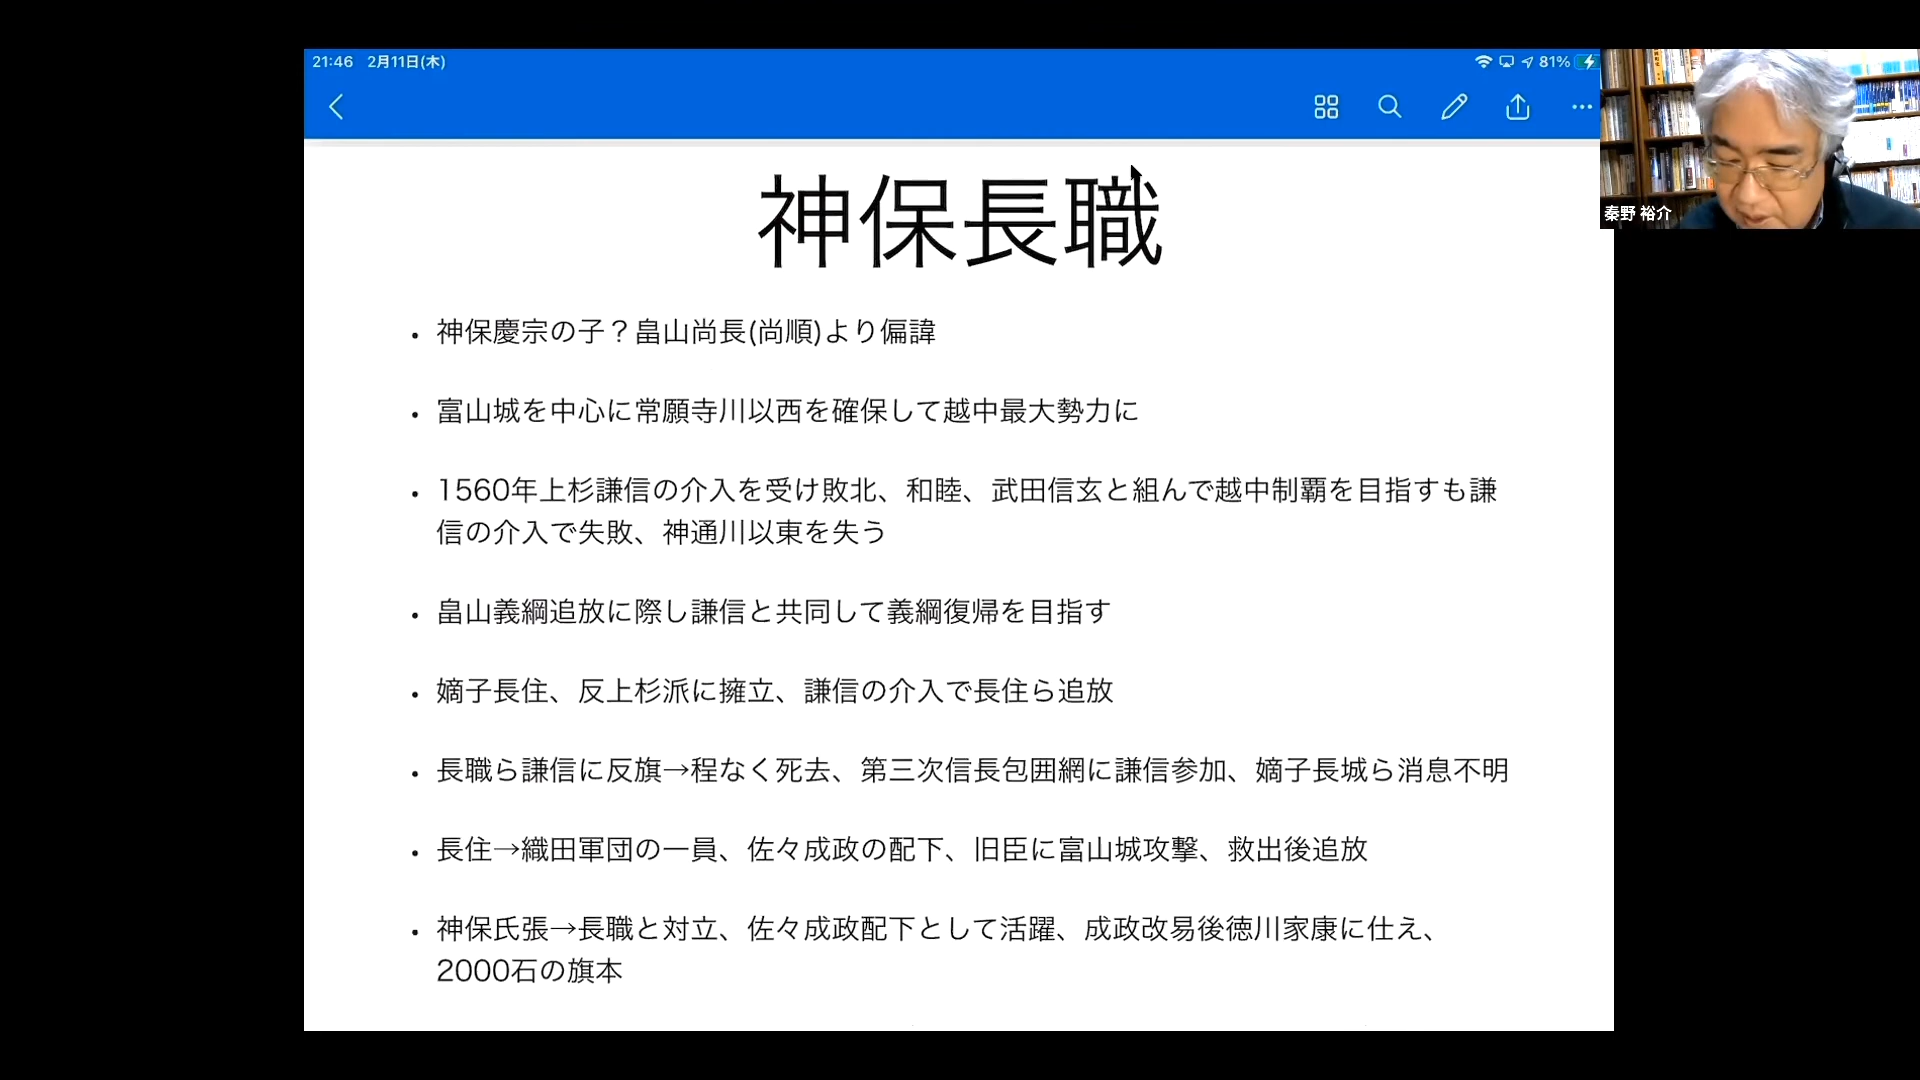 21:46 2月11日(木)
81%
秦野 裕介
神保長職
• 神保慶宗の子？畠山尚長(尚順)より偏諱
• 富山城を中心に常願寺川以西を確保して越中最大勢力に
• 1560年上杉謙信の介入を受け敗北、和睦、武田信玄と組んで越中制覇を目指すも謙
信の介入で失敗、神通川以東を失う
• 畠山義綱追放に際し謙信と共同して義綱復帰を目指す
• 嫡子長住、反上杉派に擁立、謙信の介入で長住ら追放
• 長職ら謙信に反旗→程なく死去、第三次信長包囲網に謙信参加、嫡子長城ら消息不明
• 長住→織田軍団の一員、佐々成政の配下、旧臣に富山城攻撃、救出後追放
• 神保氏張→長職と対立、佐々成政配下として活躍、成政改易後徳川家康に仕え、
2000石の旗本